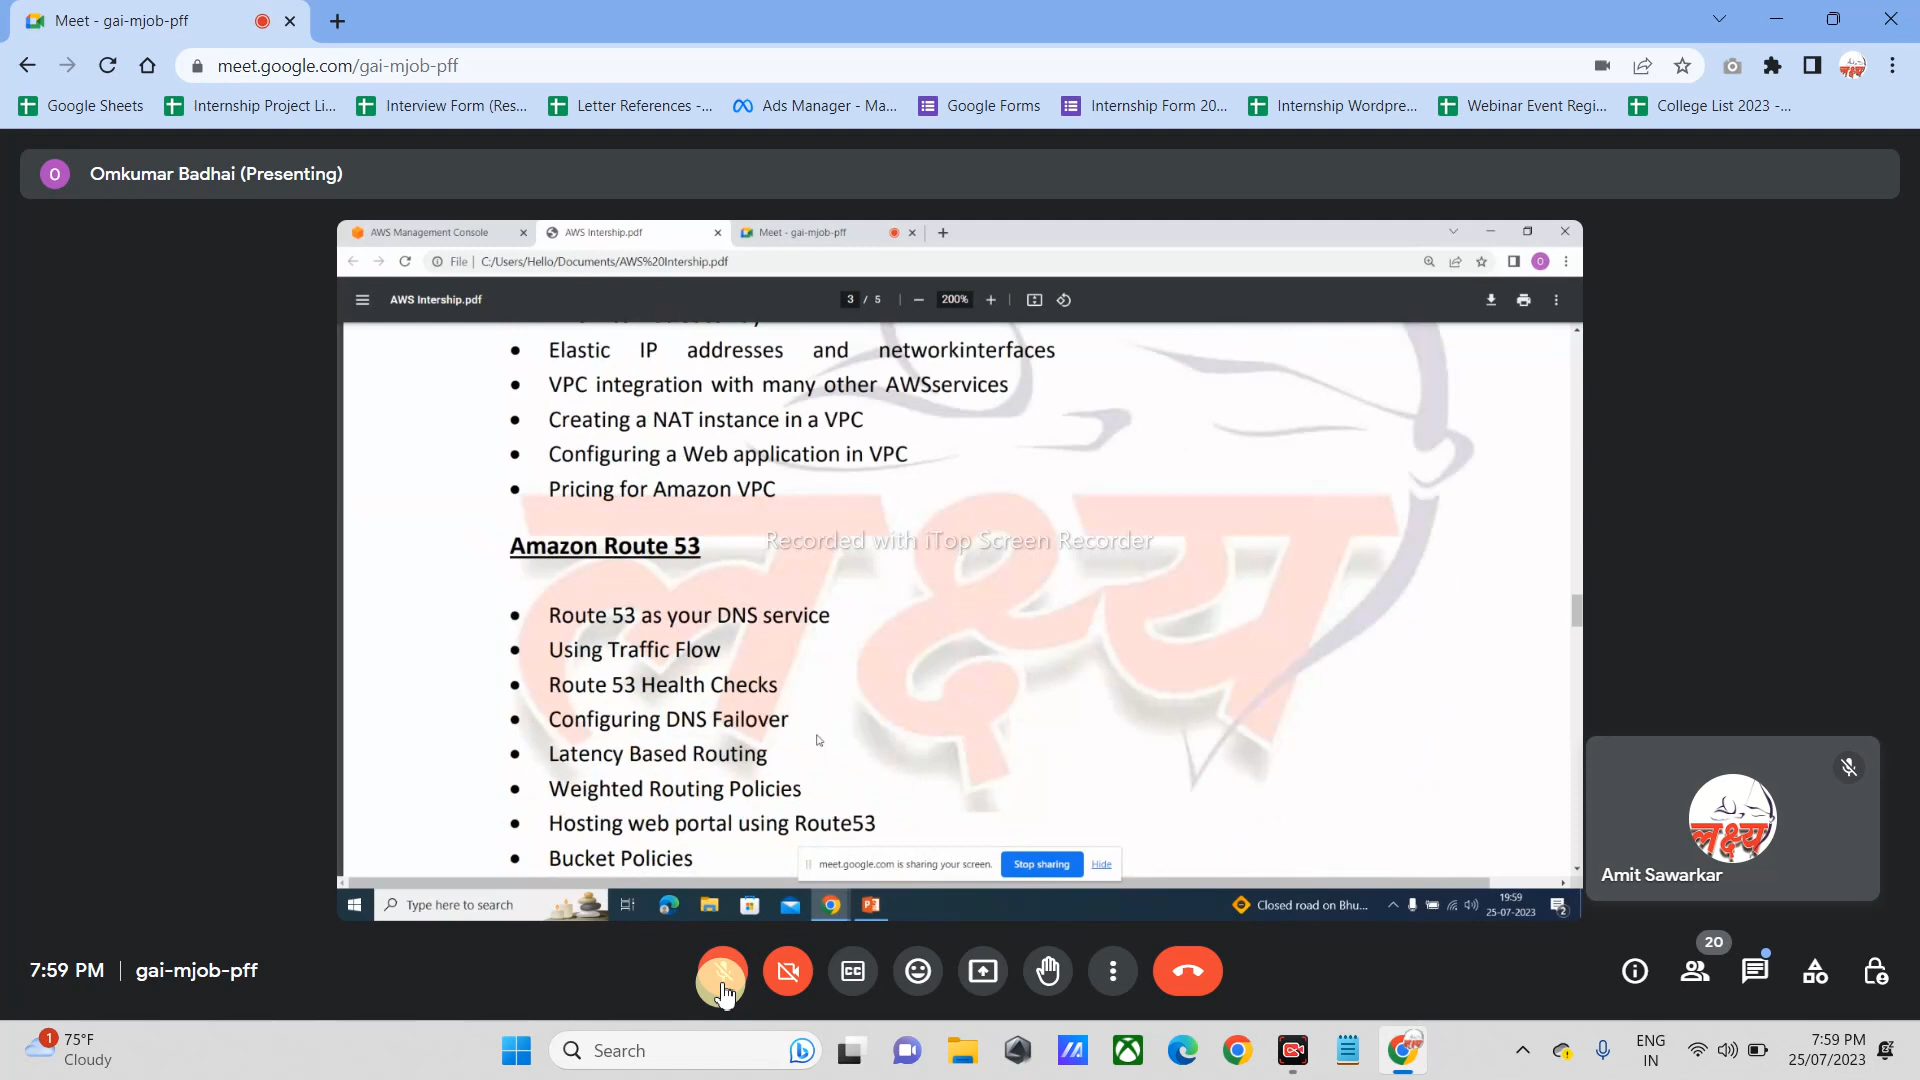 Meet - gai-mjob-pff
meet.google.com/gai-mjob-pff
Google Sheets Internship Project Li... Interview Form (Res... Letter References -... Ads Manager - Ma... Google Forms Internship Form 20... Internship Wordpre... Webinar Event Regi... College List 2023 -...
O Omkumar Badhai (Presenting)
AWS Management Console AWS Intership.pdf Meet - gai-mjob-pff
File | C:/Users/Hello/Documents/AWS%20Intership.pdf O
AWS Intership.pdf 3 / 5 200%
• Elastic IP addresses and networkinterfaces
• VPC integration with many other AWSservices
• Creating a NAT instance in a VPC
• Configuring a Web application in VPC
• Pricing for Amazon VPC
लक्ष्य
Recorded with iTop Screen Recorder
Amazon Route 53
• Route 53 as your DNS service
• Using Traffic Flow
• Route 53 Health Checks
• Configuring DNS Failover
• Latency Based Routing
• Weighted Routing Policies
• Hosting web portal using Route53
• Bucket Policies
meet.google.com is sharing your screen. Stop sharing Hide
लक्ष्य
Amit Sawarkar
Type here to search Closed road on Bhu... 19:59
25-07-2023 2
7:59 PM | gai-mjob-pff CC 20
1 75°F
Cloudy
Search
ENG
IN
7:59 PM
25/07/2023